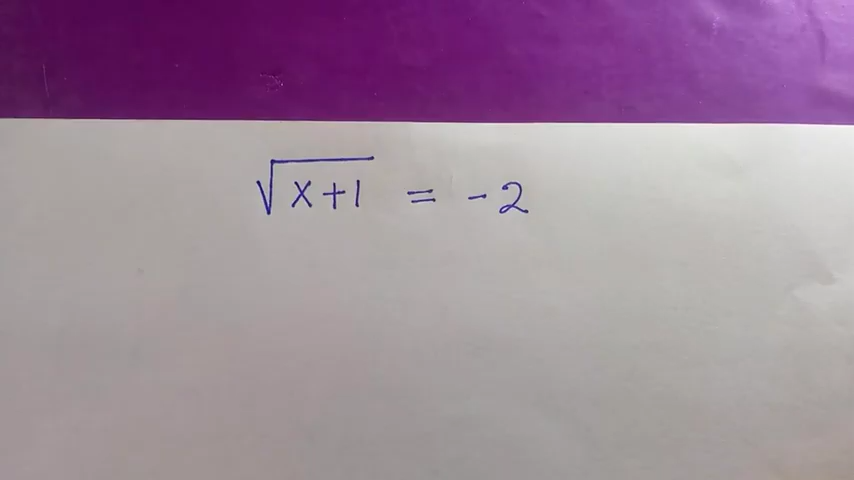 √x+1 = -2